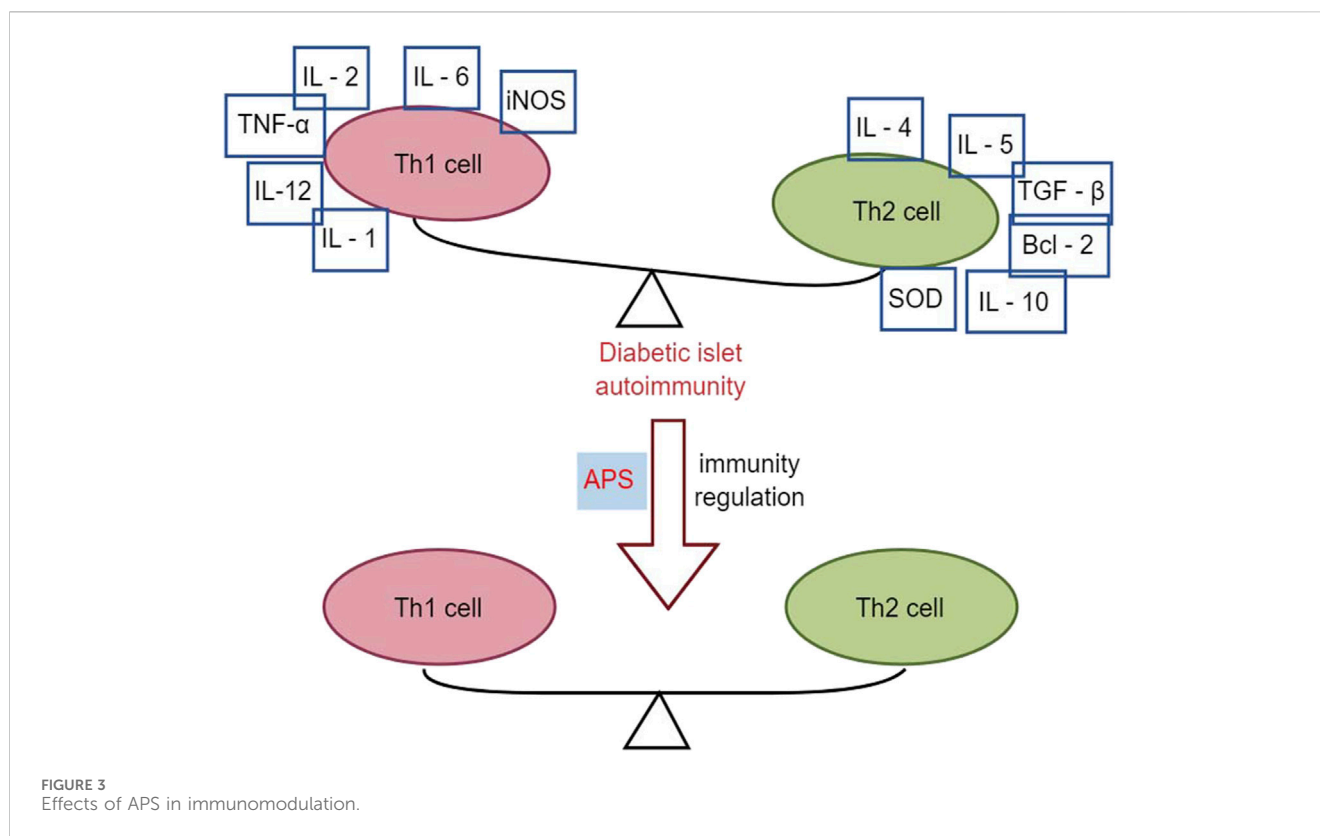 IL - 2
IL - 6
iNOS
TNF-α
Th1 cell
IL-12
IL - 1
IL - 4
IL - 5
TGF - β
Th2 cell
Bcl - 2
SOD
IL - 10
Diabetic islet
autoimmunity
APS
immunity
regulation
Th1 cell
Th2 cell
FIGURE 3
Effects of APS in immunomodulation.